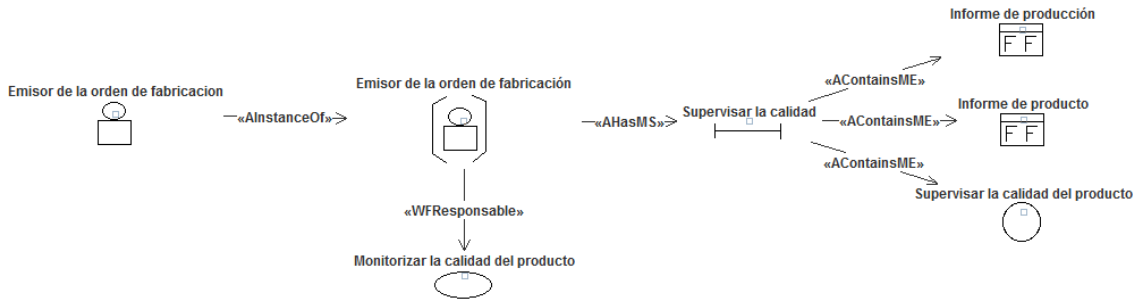 Informe de producción
F F
«AContainsME»
Emisor de la orden de fabricacion
Emisor de la orden de fabricación
Supervisar la calidad
Informe de producto
F F
«AInstanceOf»
«AHasMS»
«AContainsME»
«AContainsME»
Supervisar la calidad del producto
«WFResponsable»
Monitorizar la calidad del producto